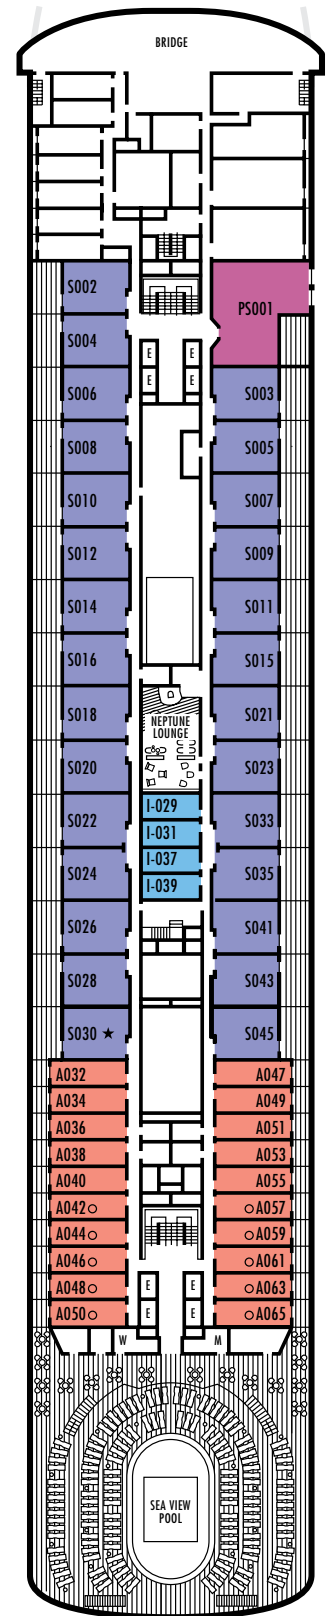 BRIDGE
S002
PS001
S004
E E
E E
S006 S003
S008 S005
S010 S007
S012 S009
S014 S011
S016 S015
S018 S021
NEPTUNE
LOUNGE
S020 S023
I-029
S022 S033
I-031
I-037
S024 S035
I-039
S026 S041
S028 S043
S030 ★ S045
A032 A047
A034 A049
A036 A051
A038 A053
A040 A055
A042○ ○A057
A044○ ○A059
A046○ ○A061
A048○ E E ○A063
A050○ E E ○A065
W M
SEA VIEW
POOL